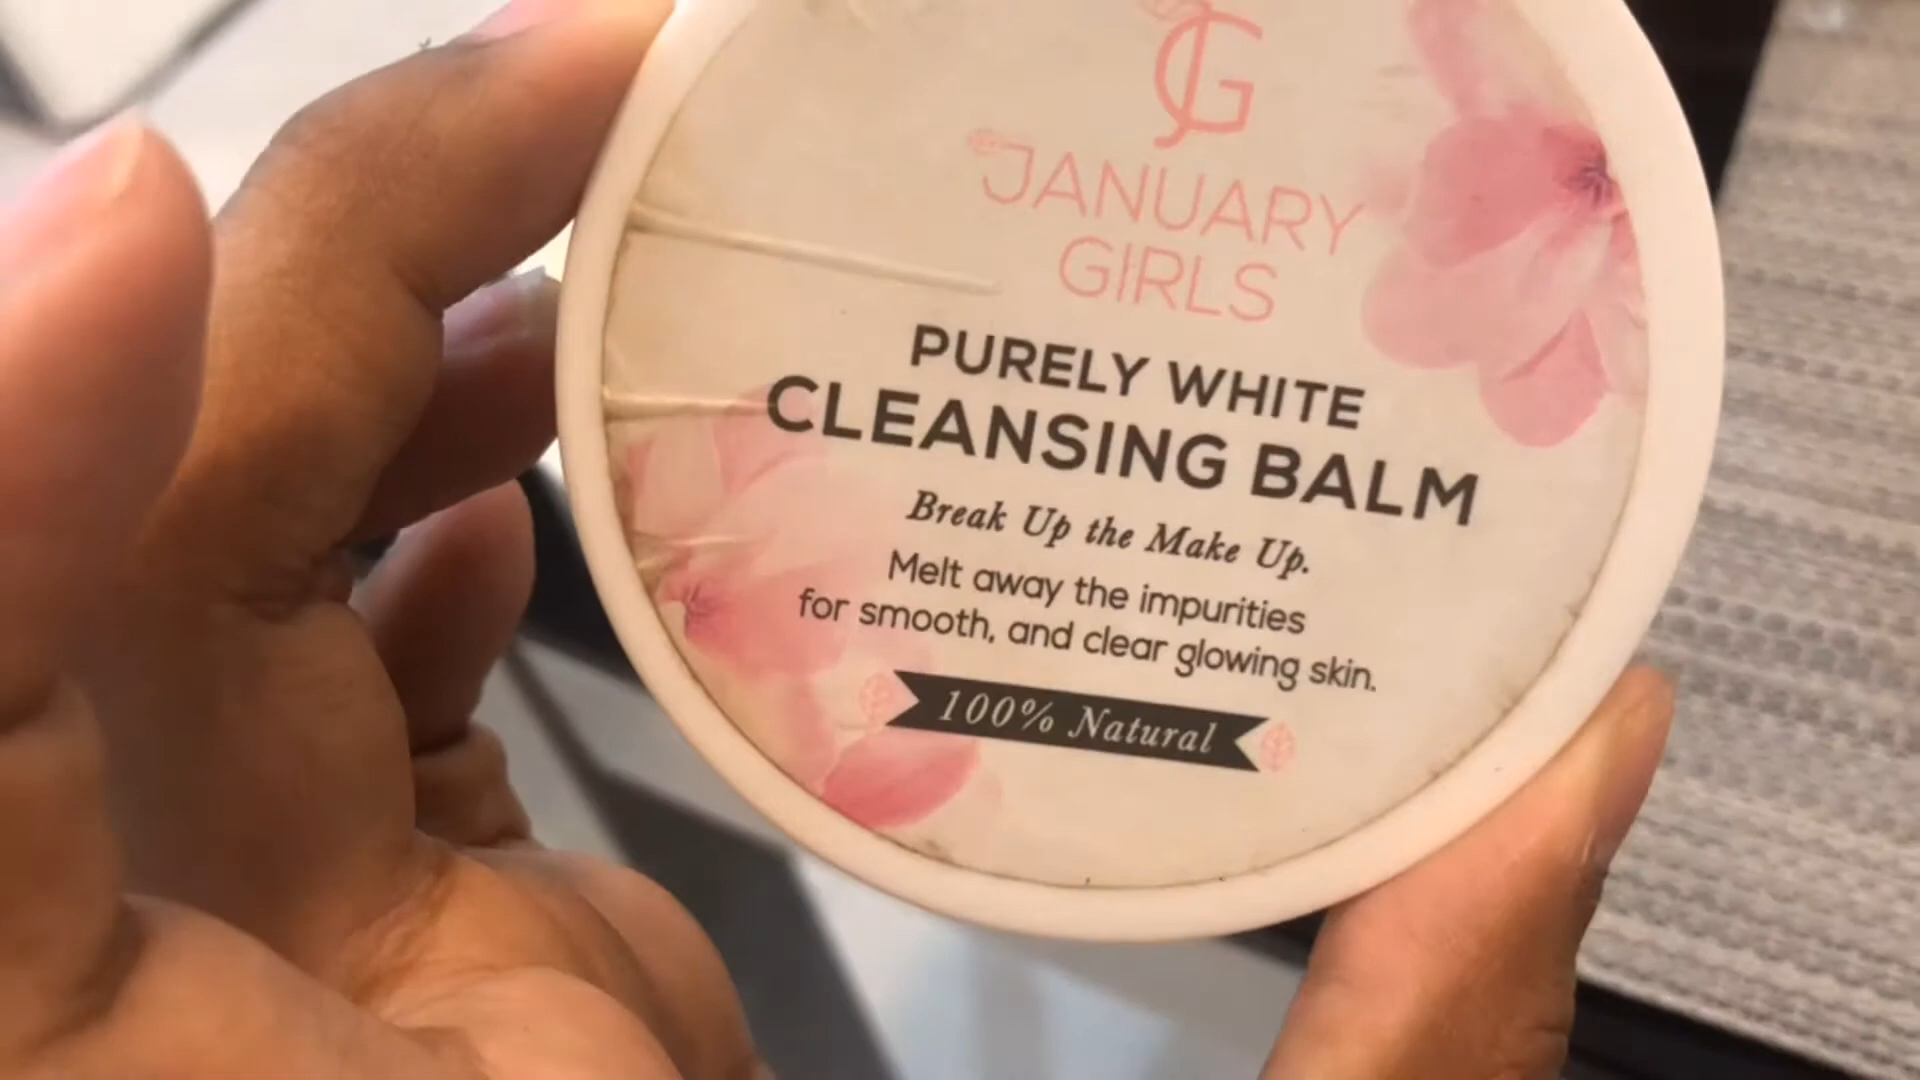 JG
JANUARY
GIRLS
PURELY WHITE
CLEANSING BALM
Break Up the Make Up.
Melt away the impurities
for smooth, and clear glowing skin.
100% Natural